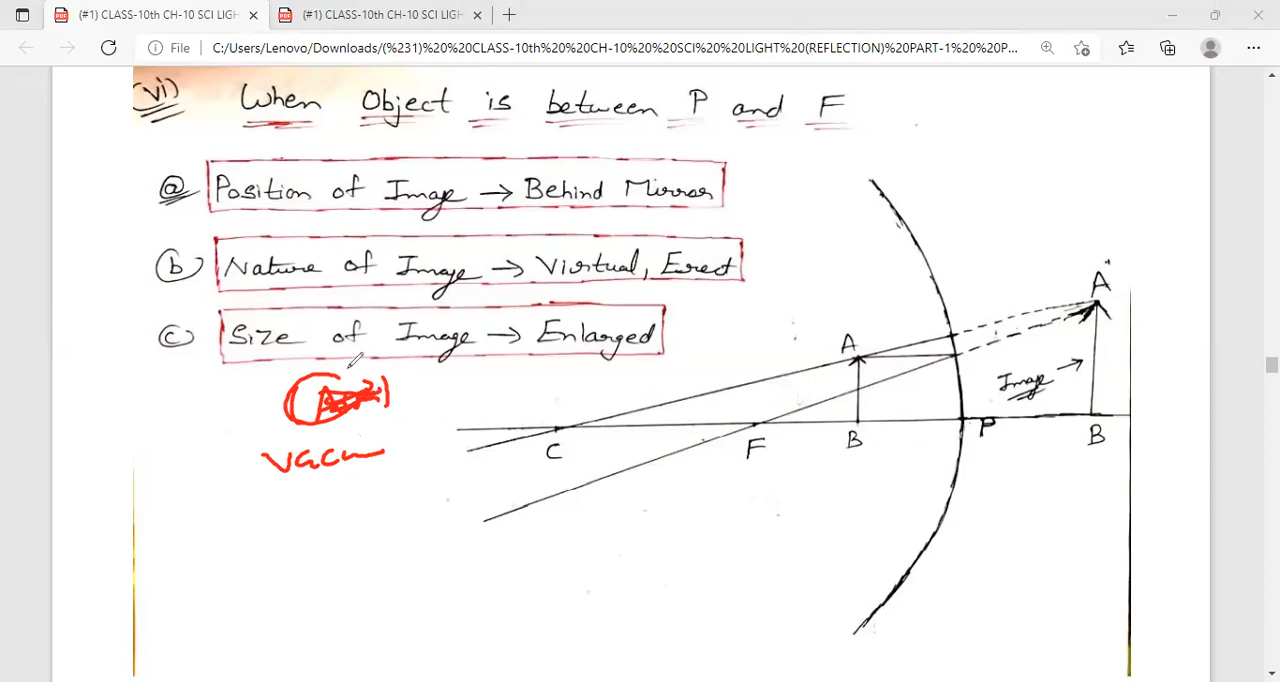 (#1) CLASS-10th CH-10 SCI LIGH
(#1) CLASS-10th CH-10 SCI LIGH
File
C:/Users/Lenovo/Downloads/(%231)%20%20CLASS-10th%20%20CH-10%20%20SCI%20%20LIGHT%20(REFLECTION)%20PART-1%20%20P...
(vi) When Object is between P and F
(a) Position of Image → Behind Mirror
(b) Nature of Image → Virtual, Erect
(c) Size of Image → Enlarged
A"
A
Image →
C
F
B
P
B